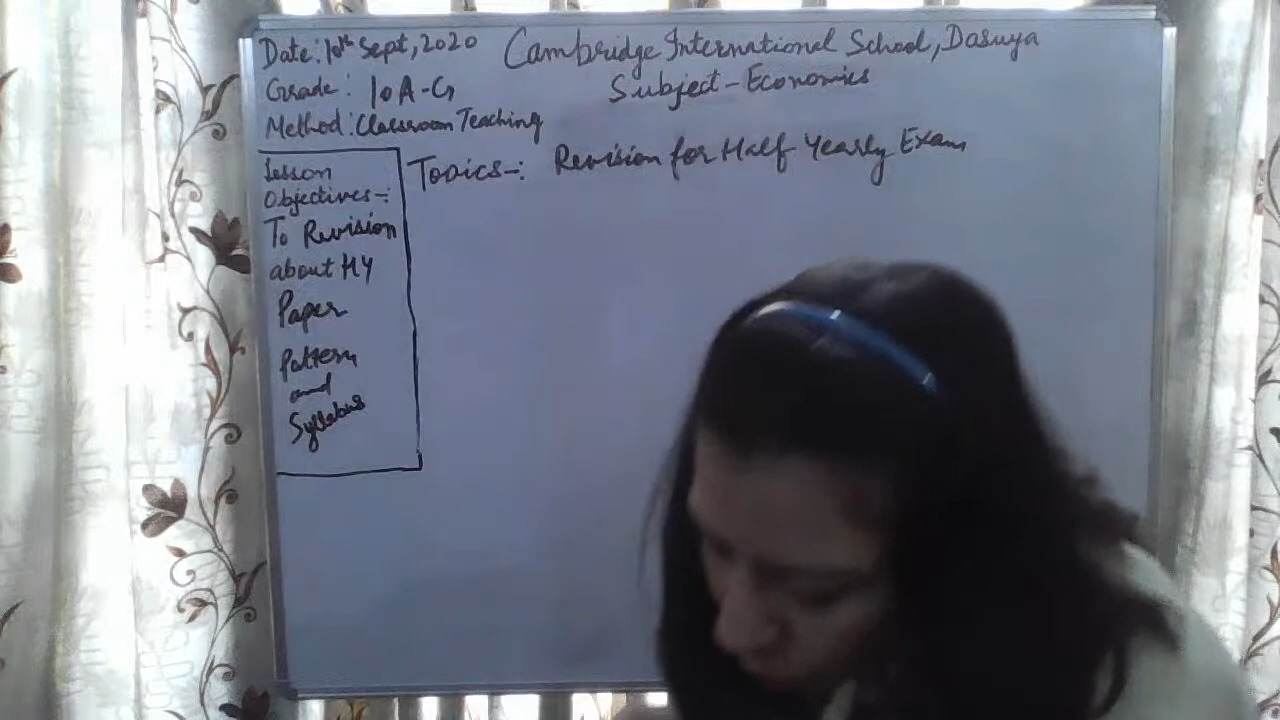 Date: 10th Sept, 2020
Cambridge International School, Dasuya
Grade: 10 A-G
Subject - Economics
Method: Classroom Teaching
Topics-: Revision for Half Yearly Exam
Lesson
Objectives-:
To Revision
about HY
Paper
Pattern
and
Syllabus